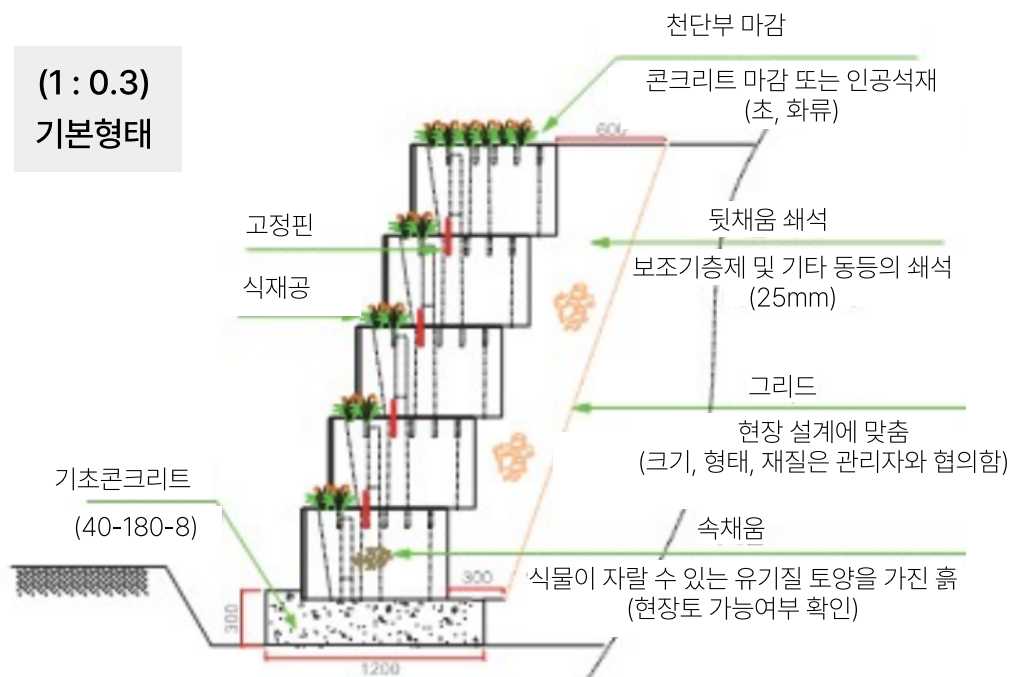 (1 : 0.3)
기본형태
천단부 마감
콘크리트 마감 또는 인공석재
(초, 화류)
600
고정핀
뒷채움 쇄석
보조기층제 및 기타 동등의 쇄석
(25mm)
식재공
그리드
현장 설계에 맞춤
(크기, 형태, 재질은 관리자와 협의함)
기초콘크리트
(40-180-8)
속채움
300
식물이 자랄 수 있는 유기질 토양을 가진 흙
(현장토 가능여부 확인)
300
1200